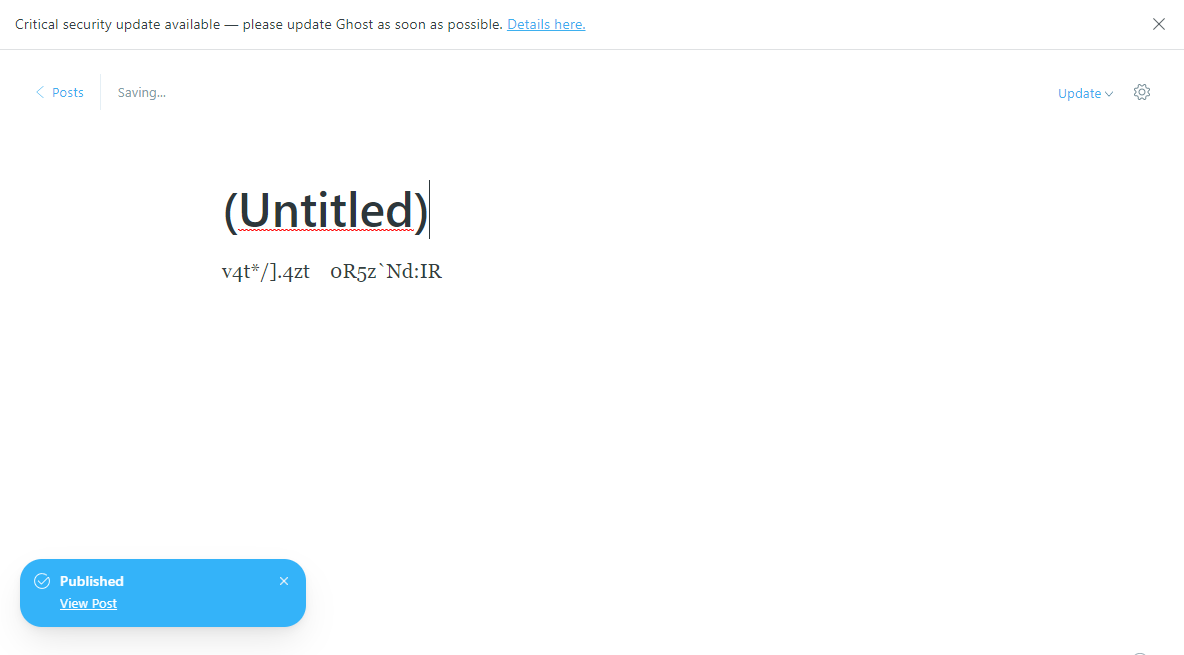 Critical security update available — please update Ghost as soon as possible. Details here.
Posts
Saving...
Update
(Untitled)
v4t*/].4zt 0R5z`Nd:IR
Published
View Post